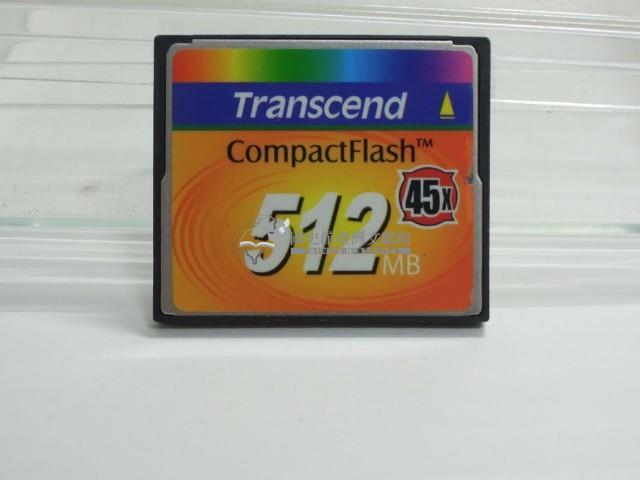 Transcend
CompactFlash™
45x
512
MB